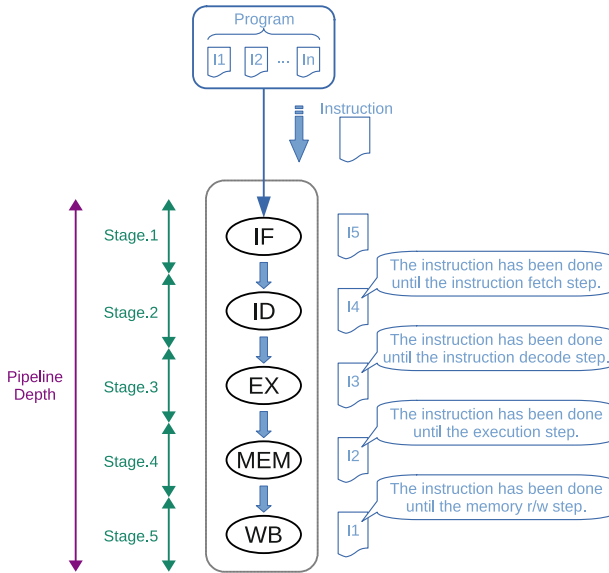 Program
I1 I2 ... In
Instruction
Stage.1
IF
I5
The instruction has been done
until the instruction fetch step.
Stage.2
ID
I4
The instruction has been done
until the instruction decode step.
Pipeline
Depth
Stage.3
EX
I3
The instruction has been done
until the execution step.
Stage.4
MEM
I2
The instruction has been done
until the memory r/w step.
Stage.5
WB
I1